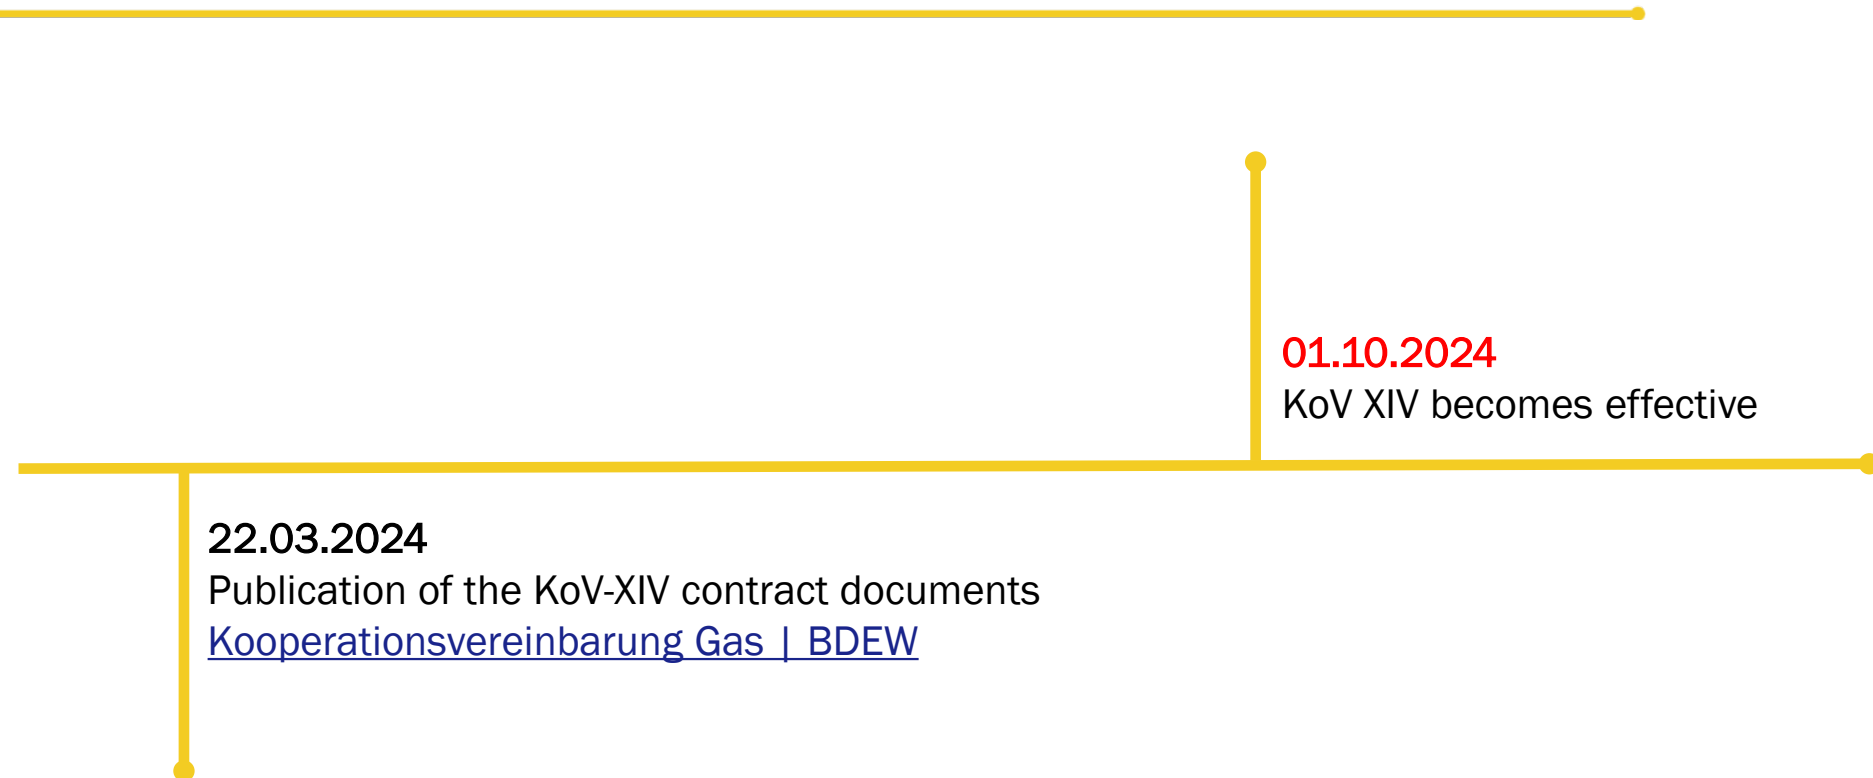 01.10.2024
KoV XIV becomes effective
22.03.2024
Publication of the KoV-XIV contract documents
Kooperationsvereinbarung Gas | BDEW